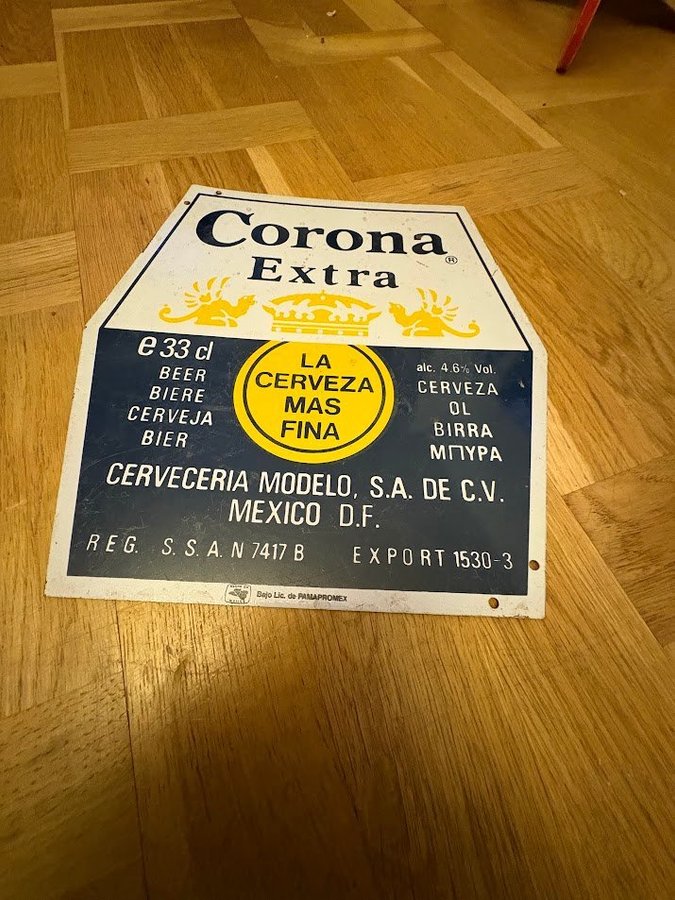 Corona
Extra
®
e 33 cl
BEER
BIERE
CERVEJA
BIER
LA
CERVEZA
MAS
FINA
alc. 4.6% Vol.
CERVEZA
OL
BIRRA
ΜΠΥΡΑ
CERVECERIA MODELO, S.A. DE C.V.
MEXICO D.F.
REG. S.S.A. N 7417 B EXPORT 1530-3
Bajo Lic. de PAMAPROMEX